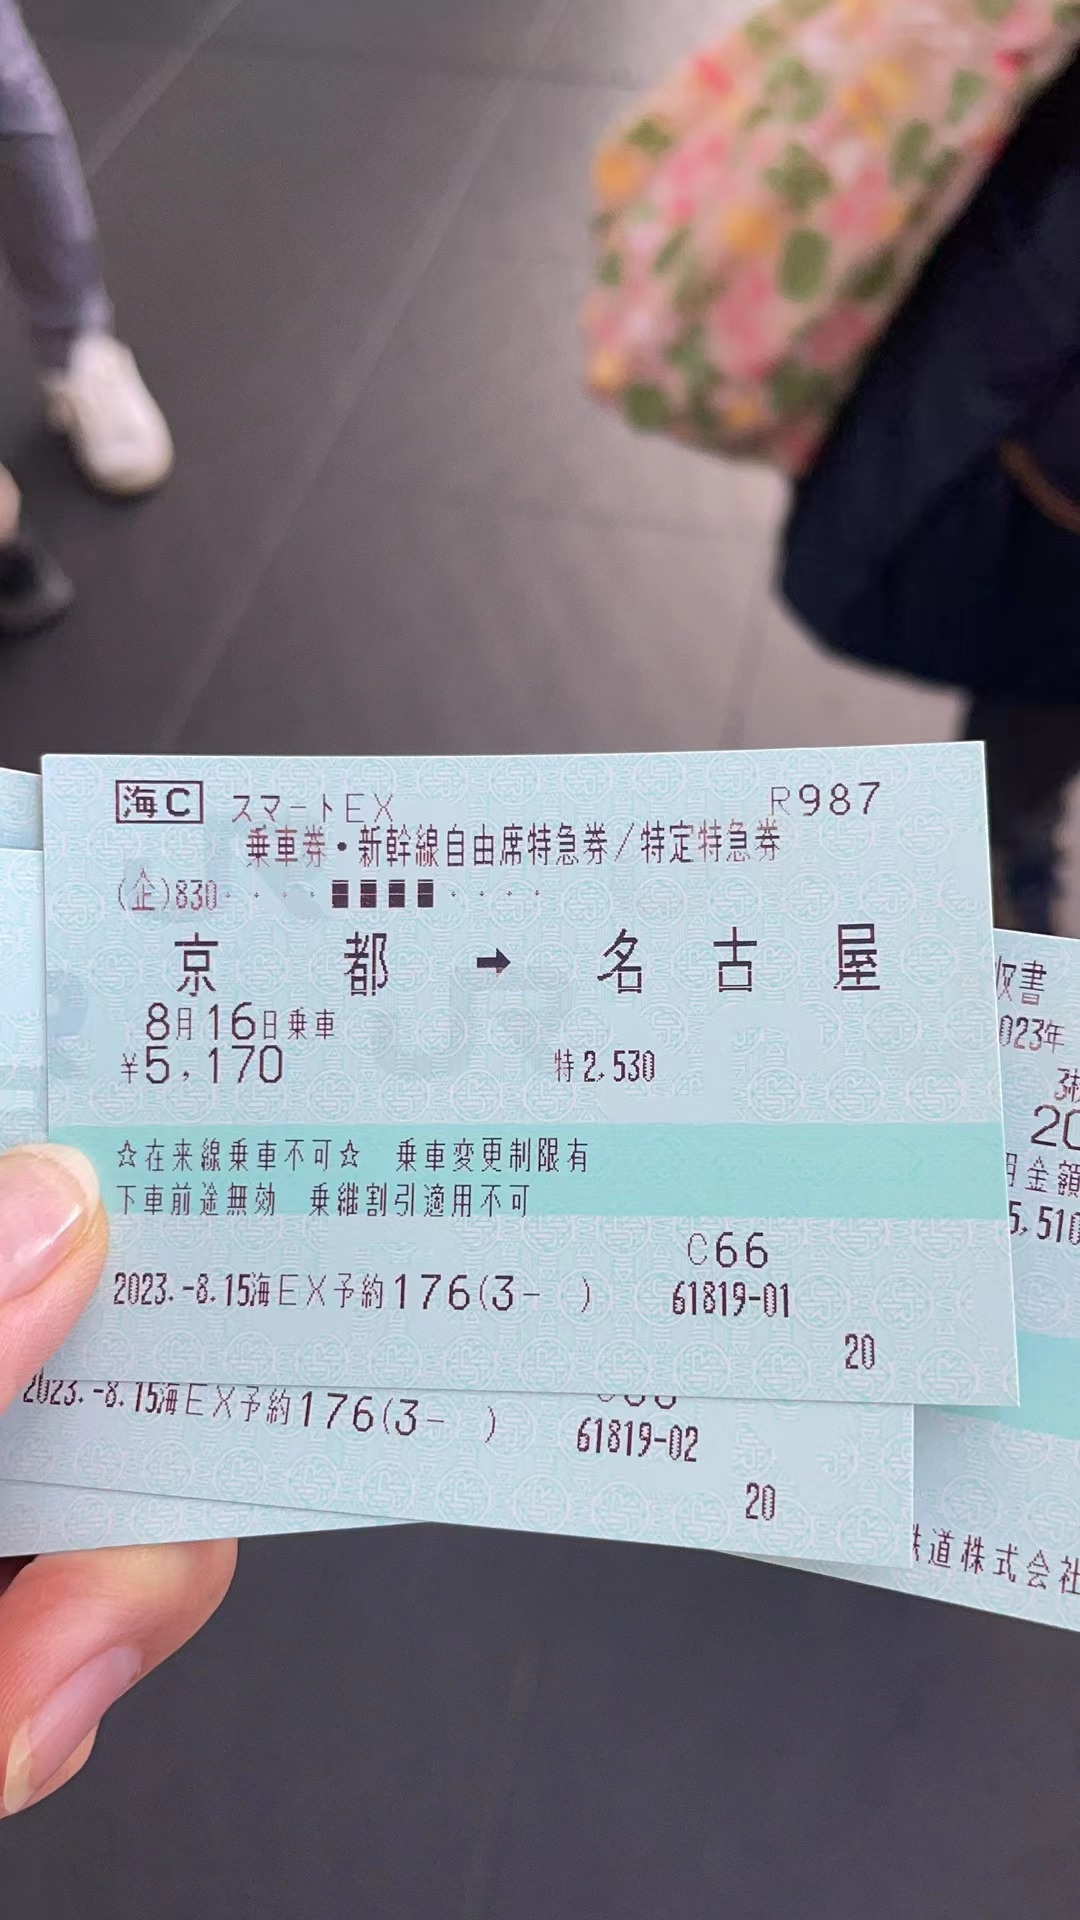 海C スマートEX R987
乗車券・新幹線自由席特急券/特定特急券
(企)830・・・・■■■■・・・・
京都→名古屋
8月16日乗車
¥5,170 特2,530
☆在来線乗車不可☆ 乗車変更制限有
下車前途無効 乗継割引適用不可
C66
2023.-8.15海EX予約176(3- ) 61819-01
20
2023.-8.15海EX予約176(3- )
61819-02
20
収書
023年
20
金額
5,510
道株式会社